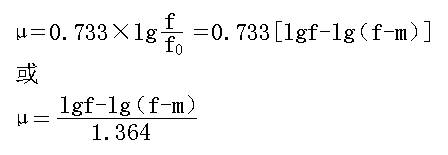 μ=0.733×lg f/f₀ =0.733[lgf-lg(f-m)]
或
μ= lgf-lg(f-m)/1.364